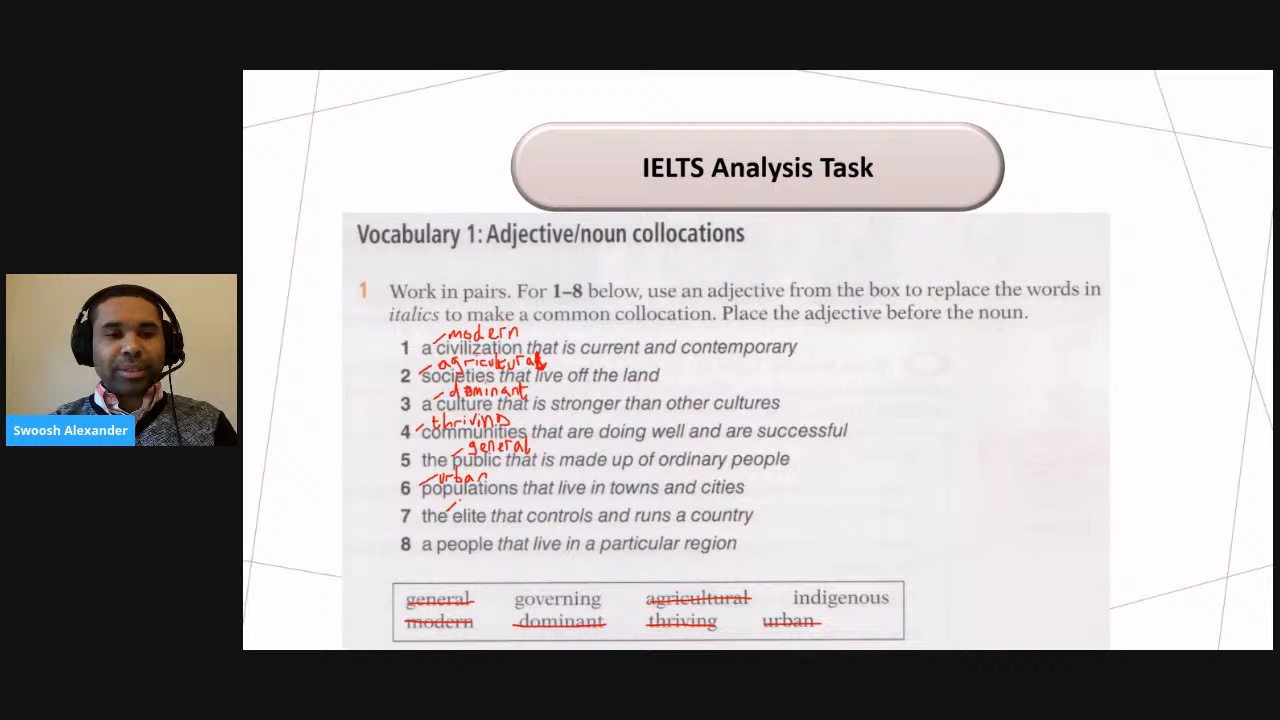 IELTS Analysis Task
Vocabulary 1: Adjective/noun collocations
1 Work in pairs. For 1–8 below, use an adjective from the box to replace the words in
italics to make a common collocation. Place the adjective before the noun.
modern
1 a civilization that is current and contemporary
agricultural
2 societies that live off the land
dominant
3 a culture that is stronger than other cultures
thriving
4 communities that are doing well and are successful
general
5 the public that is made up of ordinary people
urban
6 populations that live in towns and cities
7 the elite that controls and runs a country
8 a people that live in a particular region
general governing agricultural indigenous
modern dominant thriving urban
Swoosh Alexander